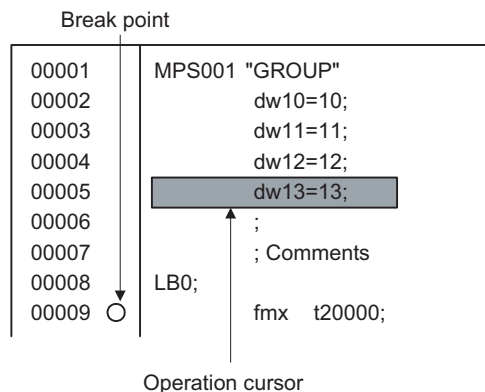 Break point
00001 MPS001 "GROUP"
00002 dw10=10;
00003 dw11=11;
00004 dw12=12;
00005 dw13=13;
00006 ;
00007 ; Comments
00008 LB0;
00009 fmx t20000;
Operation cursor